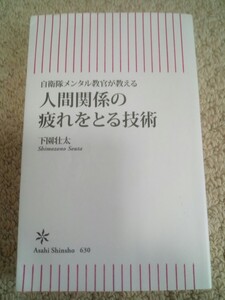 自衛隊メンタル教官が教える
人間関係の
疲れをとる技術
下園壮太
Shimozono Souta
Asahi Shinsho 630